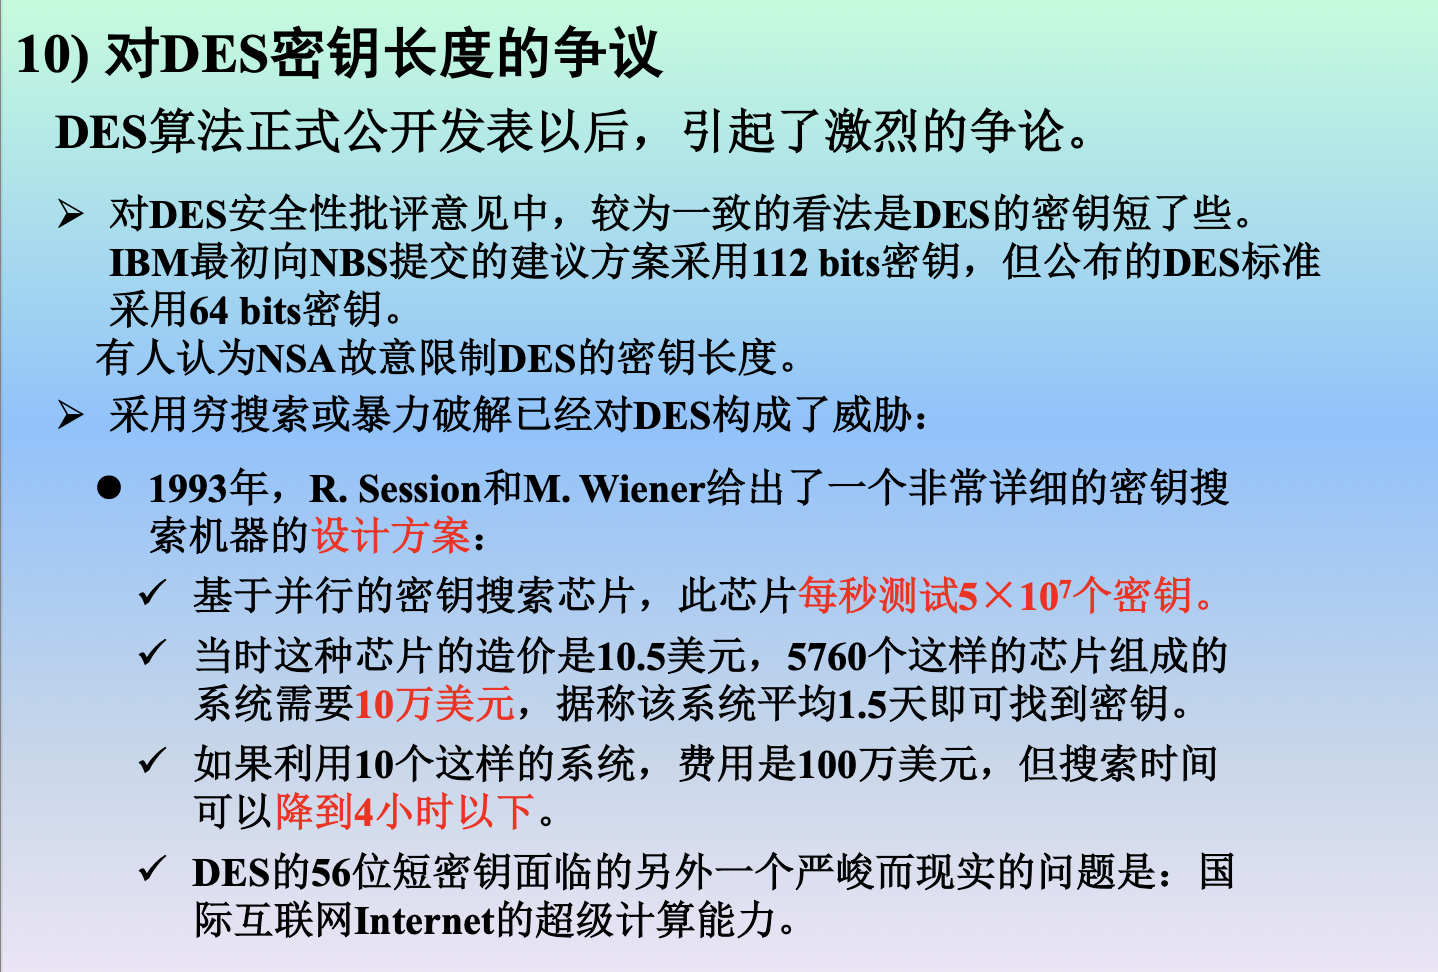 10) 对DES密钥长度的争议
DES算法正式公开发表以后，引起了激烈的争论。
➢ 对DES安全性批评意见中，较为一致的看法是DES的密钥短了些。
IBM最初向NBS提交的建议方案采用112 bits密钥，但公布的DES标准
采用64 bits密钥。
有人认为NSA故意限制DES的密钥长度。
➢ 采用穷搜索或暴力破解已经对DES构成了威胁：
● 1993年，R. Session和M. Wiener给出了一个非常详细的密钥搜
索机器的设计方案：
✓ 基于并行的密钥搜索芯片，此芯片每秒测试5×10⁷个密钥。
✓ 当时这种芯片的造价是10.5美元，5760个这样的芯片组成的
系统需要10万美元，据称该系统平均1.5天即可找到密钥。
✓ 如果利用10个这样的系统，费用是100万美元，但搜索时间
可以降到4小时以下。
✓ DES的56位短密钥面临的另外一个严峻而现实的问题是：国
际互联网Internet的超级计算能力。